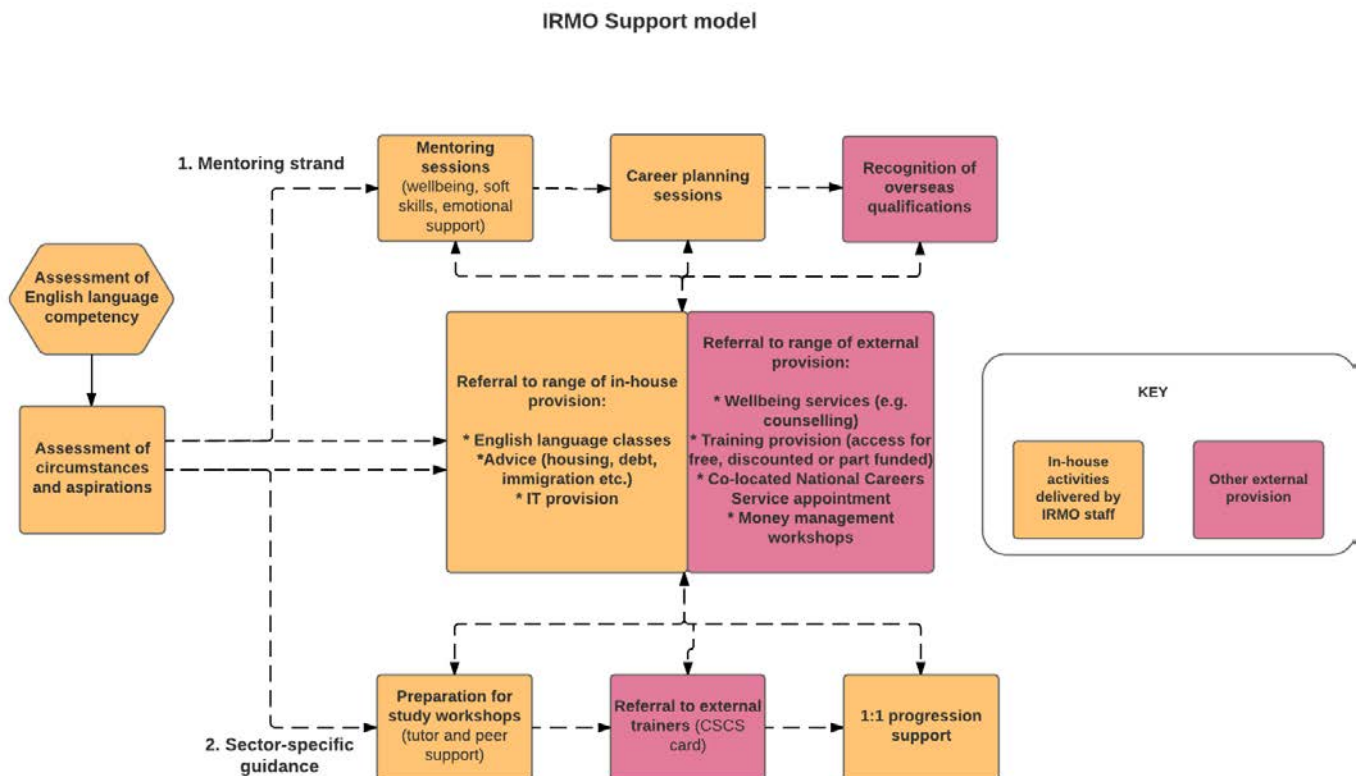 IRMO Support model
1. Mentoring strand
Mentoring
sessions
(wellbeing, soft
skills, emotional
support)
Career planning
sessions
Recognition of
overseas
qualifications
Assessment of
English language
competency
Assessment of
circumstances
and aspirations
Referral to range of in-house
provision:
* English language classes
*Advice (housing, debt,
immigration etc.)
* IT provision
Referral to range of external
provision:
* Wellbeing services (e.g.
counselling)
* Training provision (access for
free, discounted or part funded)
* Co-located National Careers
Service appointment
* Money management
workshops
KEY
In-house
activities
delivered by
IRMO staff
Other external
provision
2. Sector-specific
guidance
Preparation for
study workshops
(tutor and peer
support)
Referral to external
trainers (CSCS
card)
1:1 progression
support